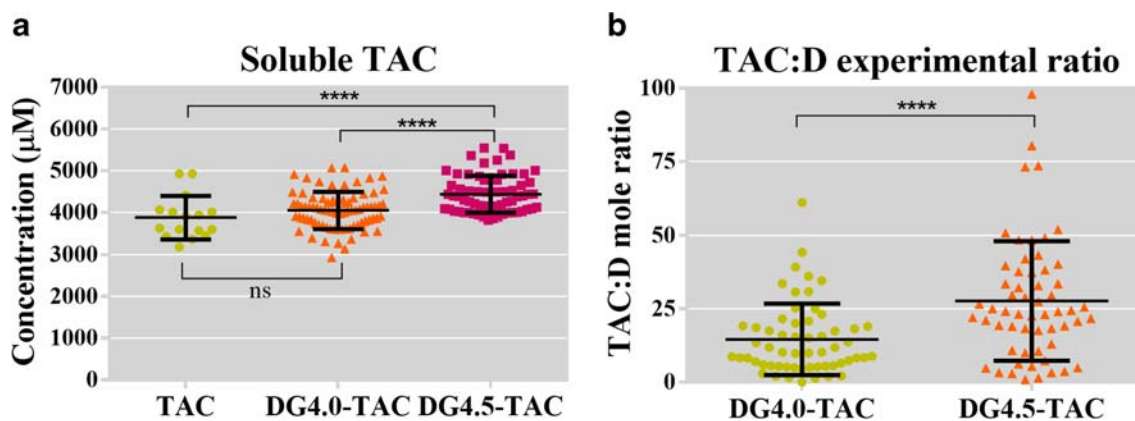 a
Soluble TAC
Concentration (µM)
7000
6000
5000
4000
3000
2000
1000
0
****
****
ns
TAC DG4.0-TAC DG4.5-TAC
b
TAC:D experimental ratio
TAC:D mole ratio
100
75
50
25
0
****
DG4.0-TAC DG4.5-TAC